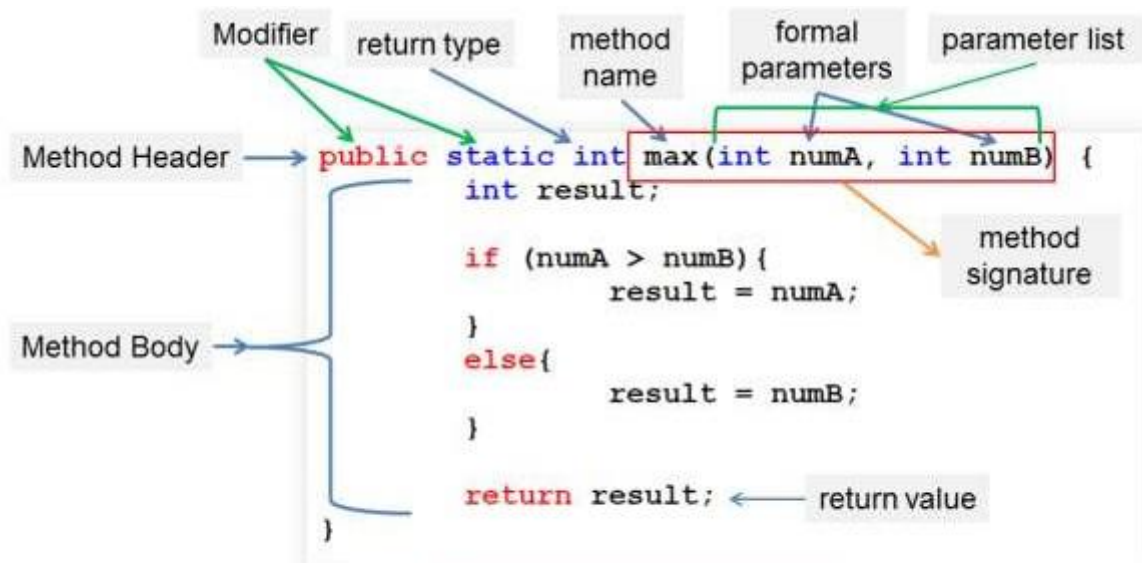 Modifier
return type
method
name
formal
parameters
parameter list
Method Header
public static int max(int numA, int numB) {
int result;
if (numA > numB){
result = numA;
}
else{
result = numB;
}
return result;
}
method
signature
Method Body
return value